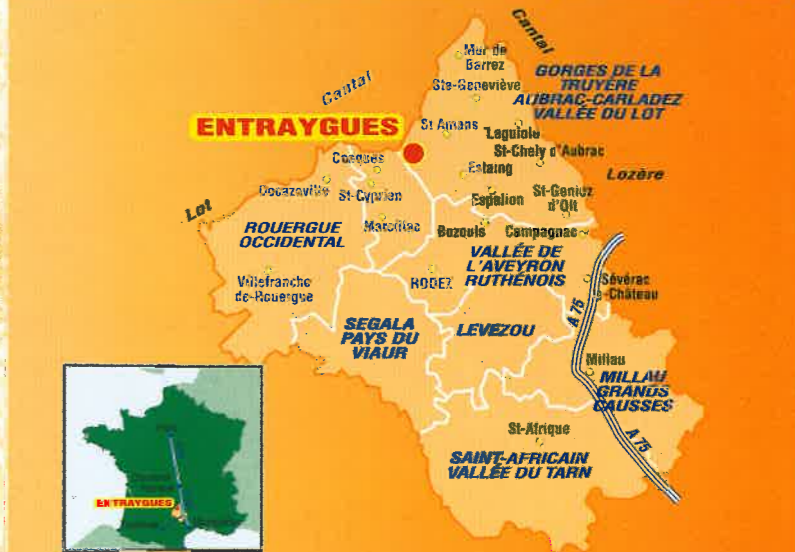 Cantal
Mur de
Barrez
Cantal
Ste-Geneviève
GORGES DE LA
TRUYÈRE
AUBRAC-CARLADEZ
VALLÉE DU LOT
ENTRAYGUES
St Amans
Laguiole
St-Chely d'Aubrac
Conques
Estaing
Lozère
Decazeville
St-Cyprien
Espalion
St-Geniez
d'Olt
Lot
Marcillac
Bozouls
Campagnac
ROUERGUE
OCCIDENTAL
VALLÉE DE
L'AVEYRON
RUTHÉNOIS
Villefranche
de-Rouergue
RODEZ
Sévérac
le-Château
A 75
SEGALA
PAYS DU
VIAUR
LEVEZOU
Millau
MILLAU
GRANDS
CAUSSES
A 75
St-Afrique
SAINT-AFRICAIN
VALLÉE DU TARN
ENTRAYGUES